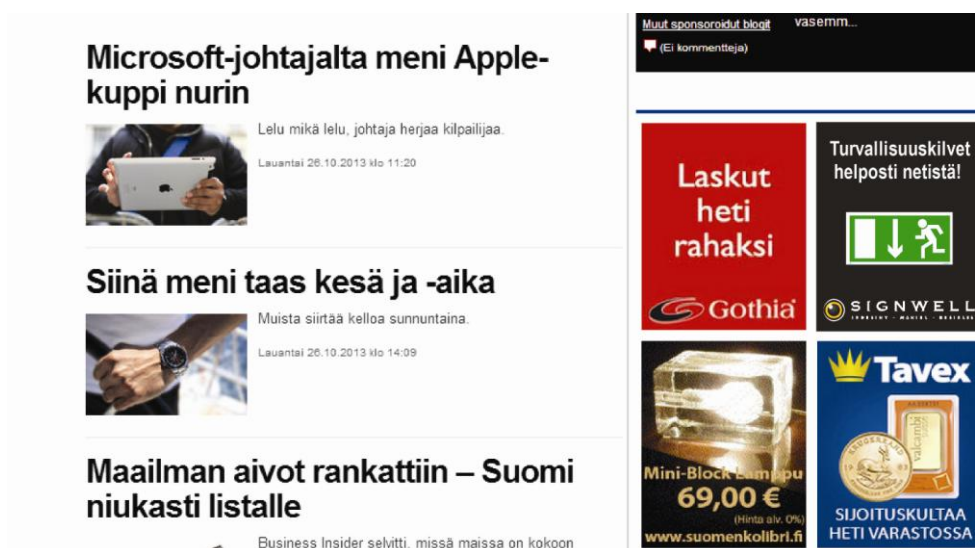 Microsoft-johtajalta meni Apple-
kuppi nurin
Lelu mikä lelu, johtaja herjaa kilpailijaa.
Lauantai 26.10.2013 klo 11:20
Siinä meni taas kesä ja -aika
Muista siirtää kelloa sunnuntaina.
Lauantai 26.10.2013 klo 14:09
Maailman aivot rankattiin – Suomi
niukasti listalle
Business Insider selvitti, missä maissa on kokoon
Muut sponsoroidut blogit
vasemm...
(Ei kommentteja)
Laskut
heti
rahaksi
Gothia
Turvallisuuskilvet
helposti netistä!
SIGNWELL
Mini-Block Lamppu
69,00 €
(Hinta alv. 0%)
www.suomenkolibri.fi
Tavex
valcambi
SIJOITUSKULTAA
HETI VARASTOSSA